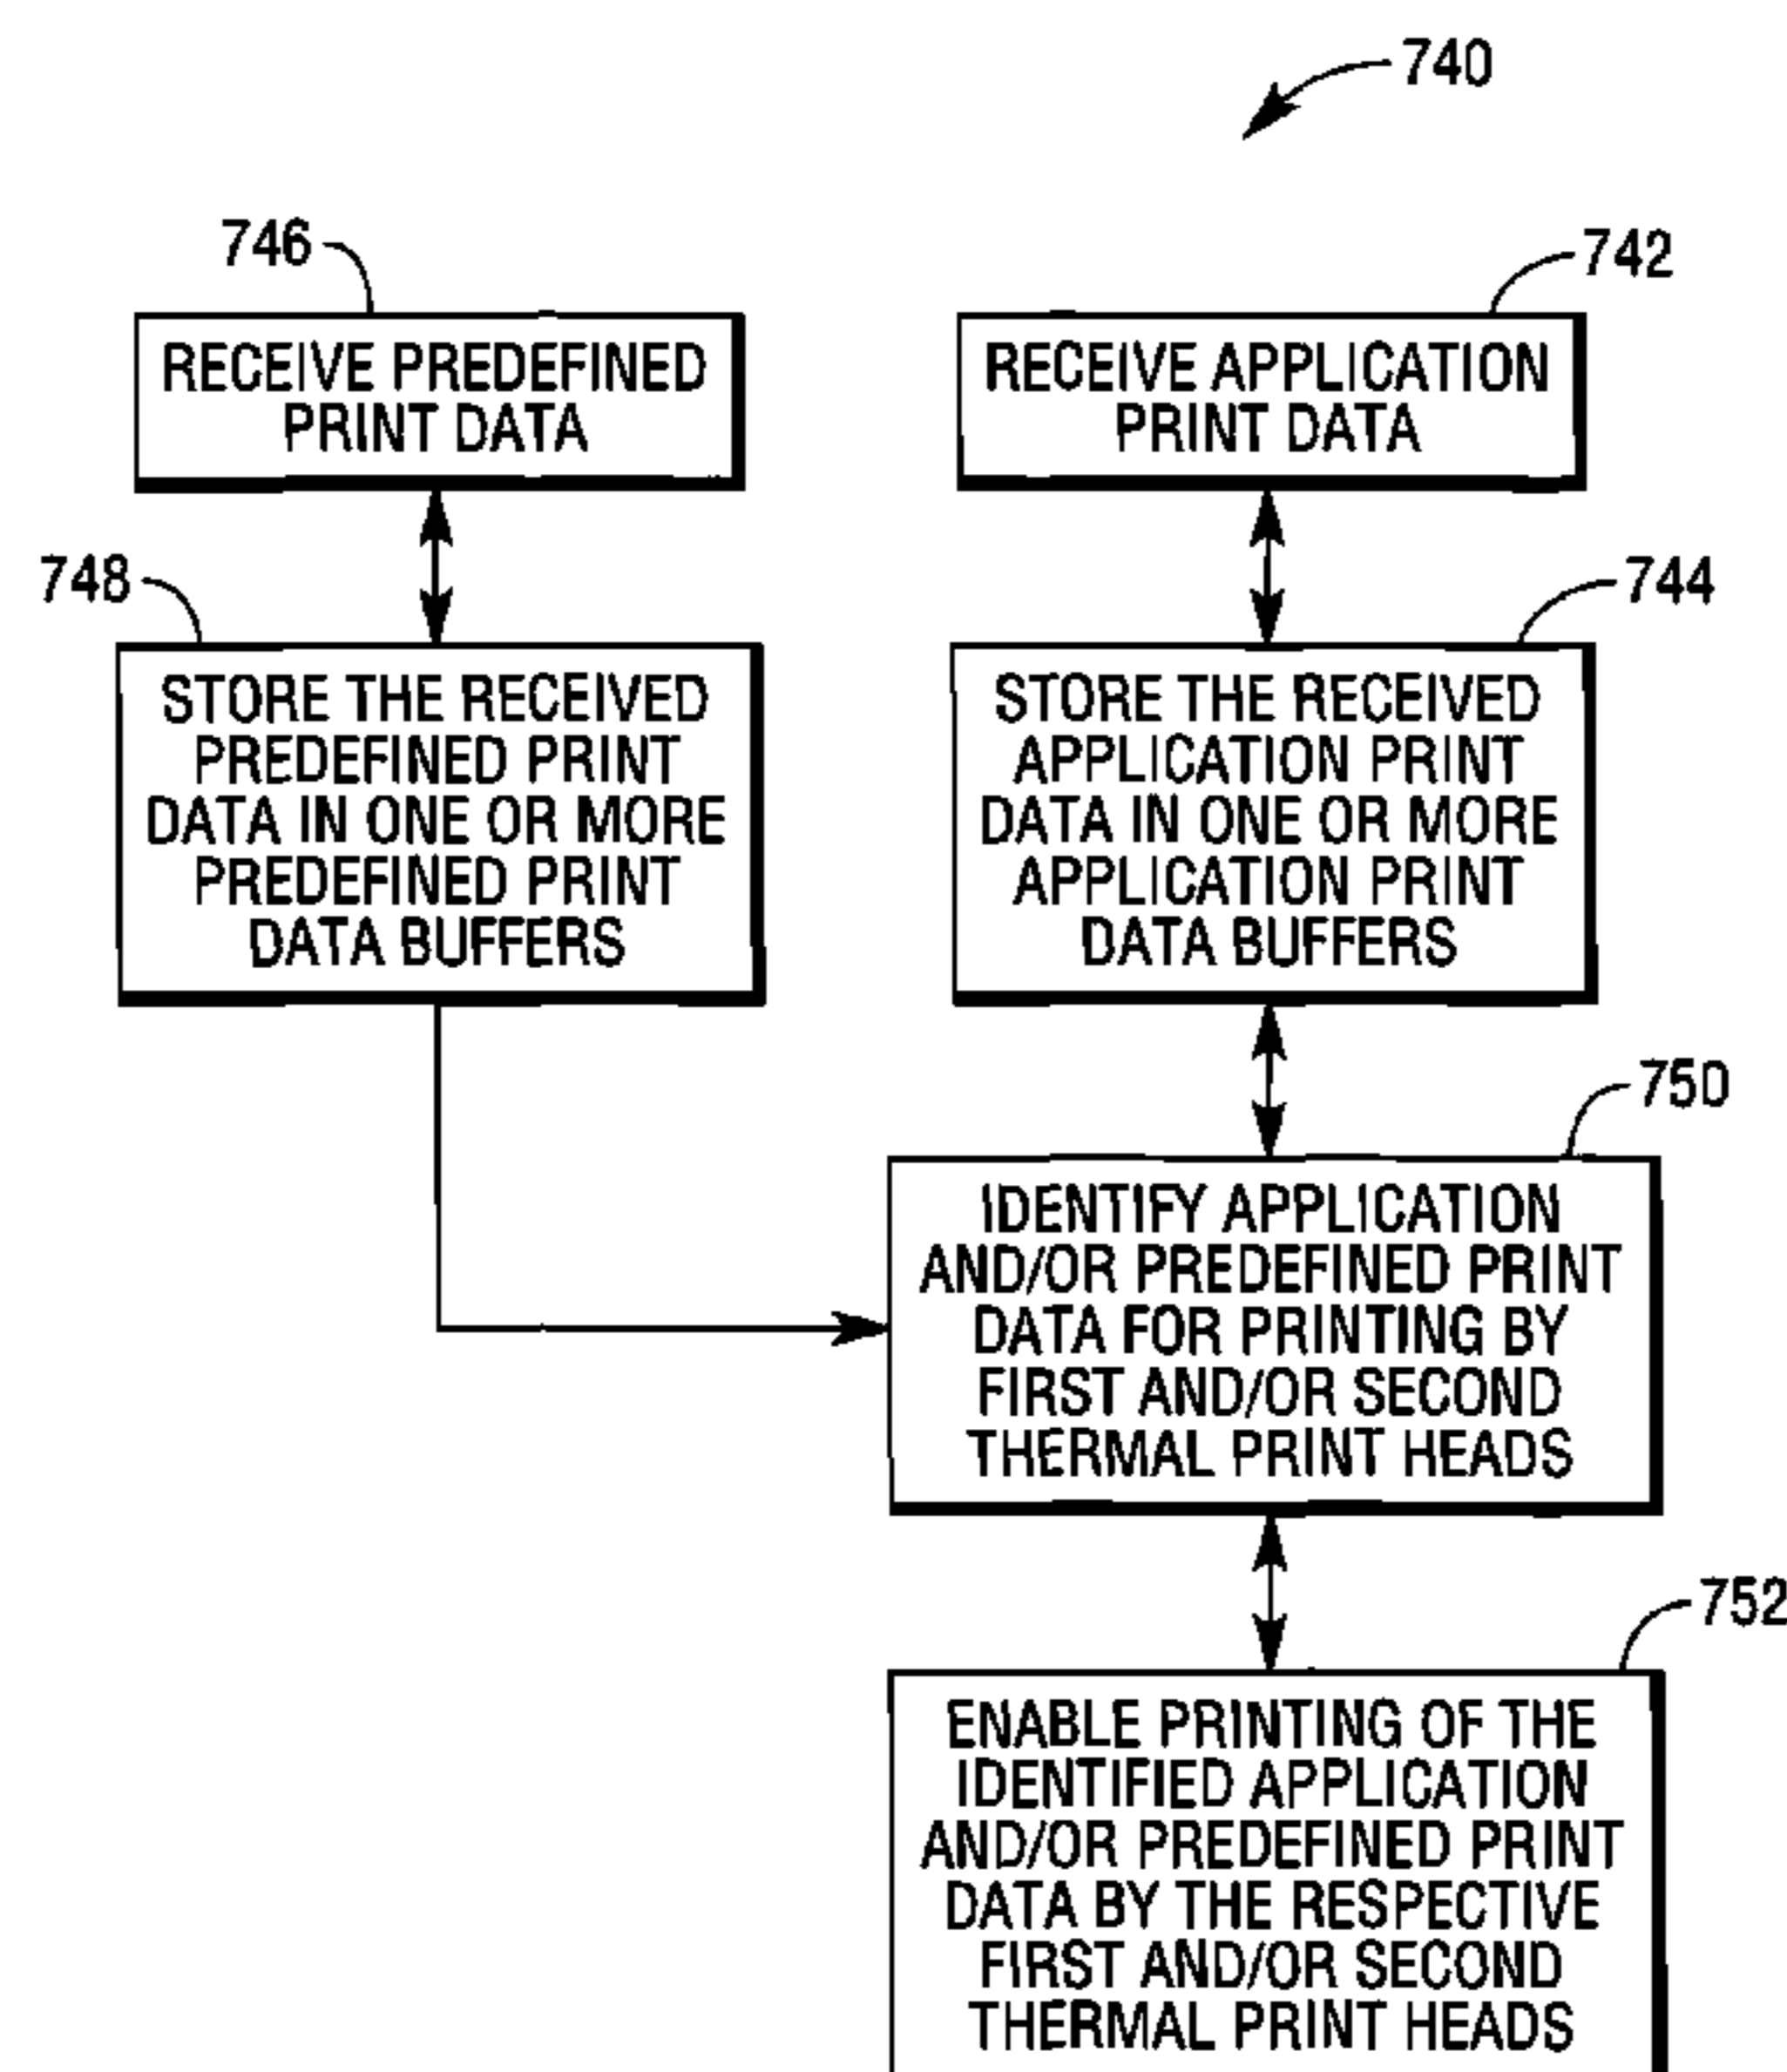 740
746
RECEIVE PREDEFINED
PRINT DATA
742
RECEIVE APPLICATION
PRINT DATA
748
STORE THE RECEIVED
PREDEFINED PRINT
DATA IN ONE OR MORE
PREDEFINED PRINT
DATA BUFFERS
744
STORE THE RECEIVED
APPLICATION PRINT
DATA IN ONE OR MORE
APPLICATION PRINT
DATA BUFFERS
750
IDENTIFY APPLICATION
AND/OR PREDEFINED PRINT
DATA FOR PRINTING BY
FIRST AND/OR SECOND
THERMAL PRINT HEADS
752
ENABLE PRINTING OF THE
IDENTIFIED APPLICATION
AND/OR PREDEFINED PRINT
DATA BY THE RESPECTIVE
FIRST AND/OR SECOND
THERMAL PRINT HEADS